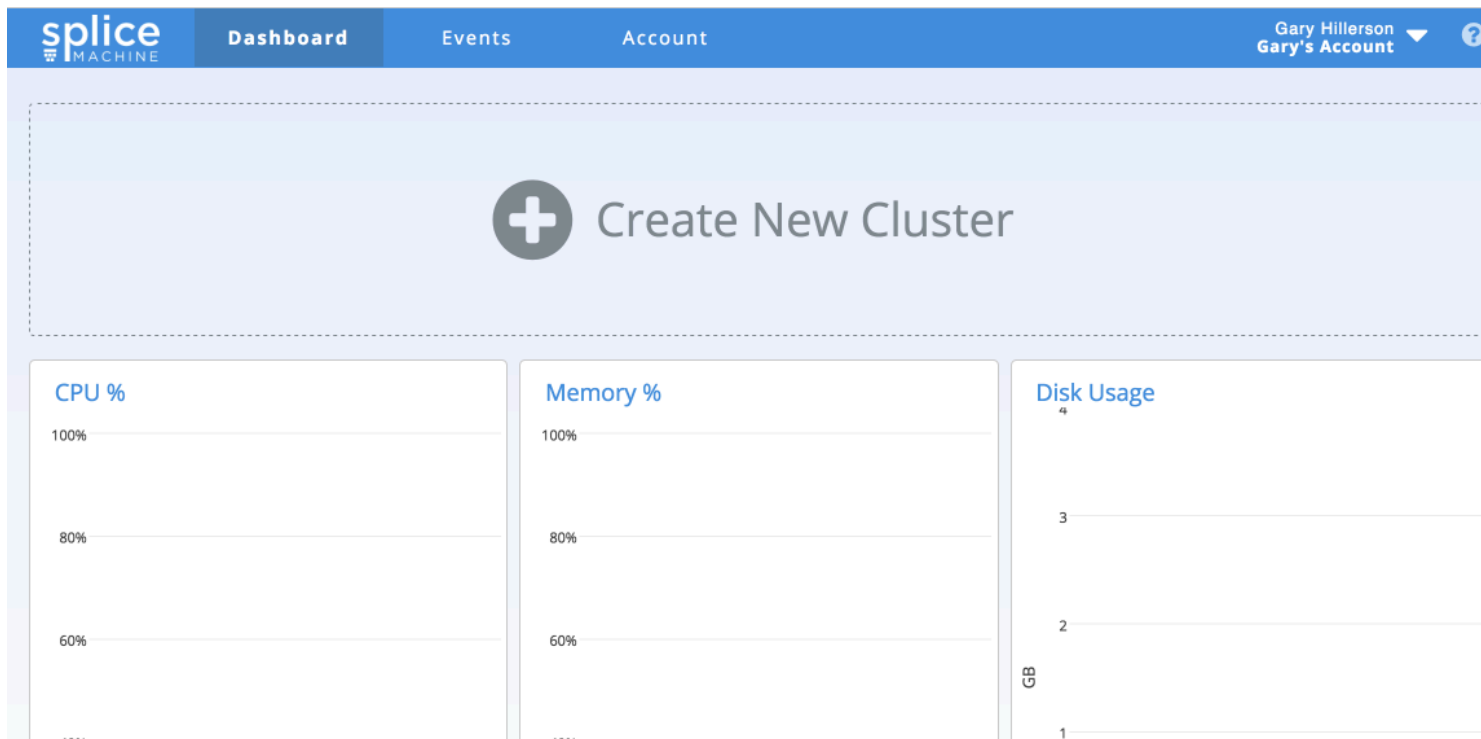 splice
MACHINE
Dashboard
Events
Account
Gary Hillerson
Gary's Account
?
Create New Cluster
CPU %
100%
80%
60%
Memory %
100%
80%
60%
Disk Usage
4
3
2
GB
1